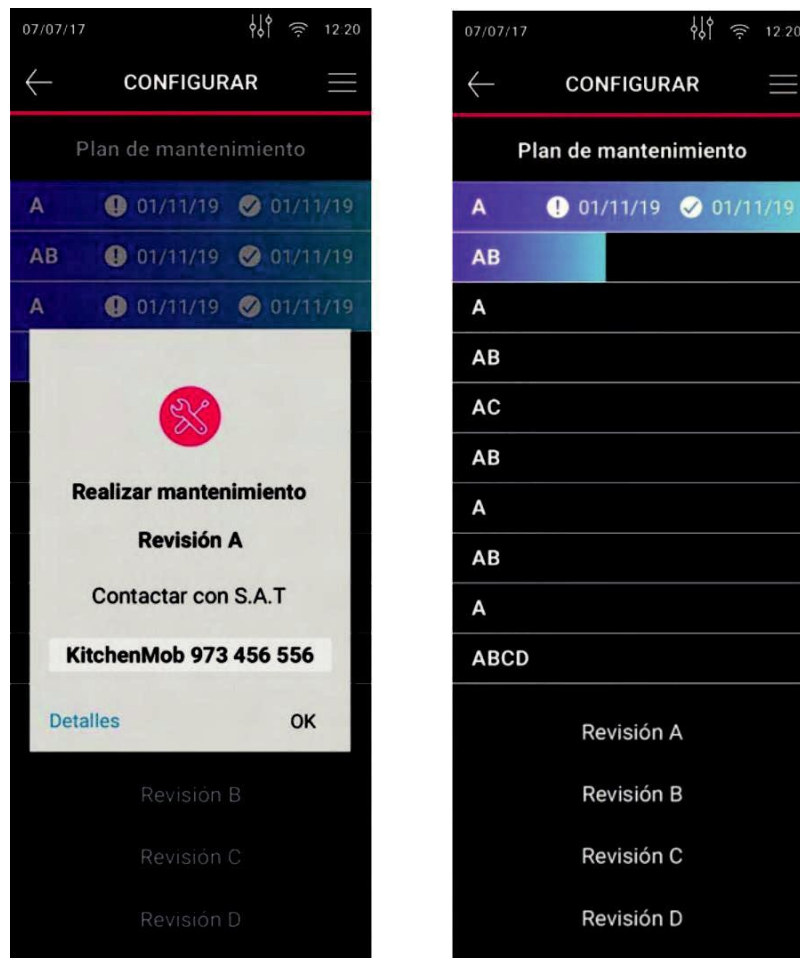 07/07/17 12:20
CONFIGURAR
Plan de mantenimiento
A 01/11/19 01/11/19
AB 01/11/19 01/11/19
A 01/11/19 01/11/19
Realizar mantenimiento
Revisión A
Contactar con S.A.T
KitchenMob 973 456 556
Detalles OK
Revisión B
Revisión C
Revisión D
07/07/17 12:20
CONFIGURAR
Plan de mantenimiento
A 01/11/19 01/11/19
AB
A
AB
AC
AB
A
AB
A
ABCD
Revisión A
Revisión B
Revisión C
Revisión D